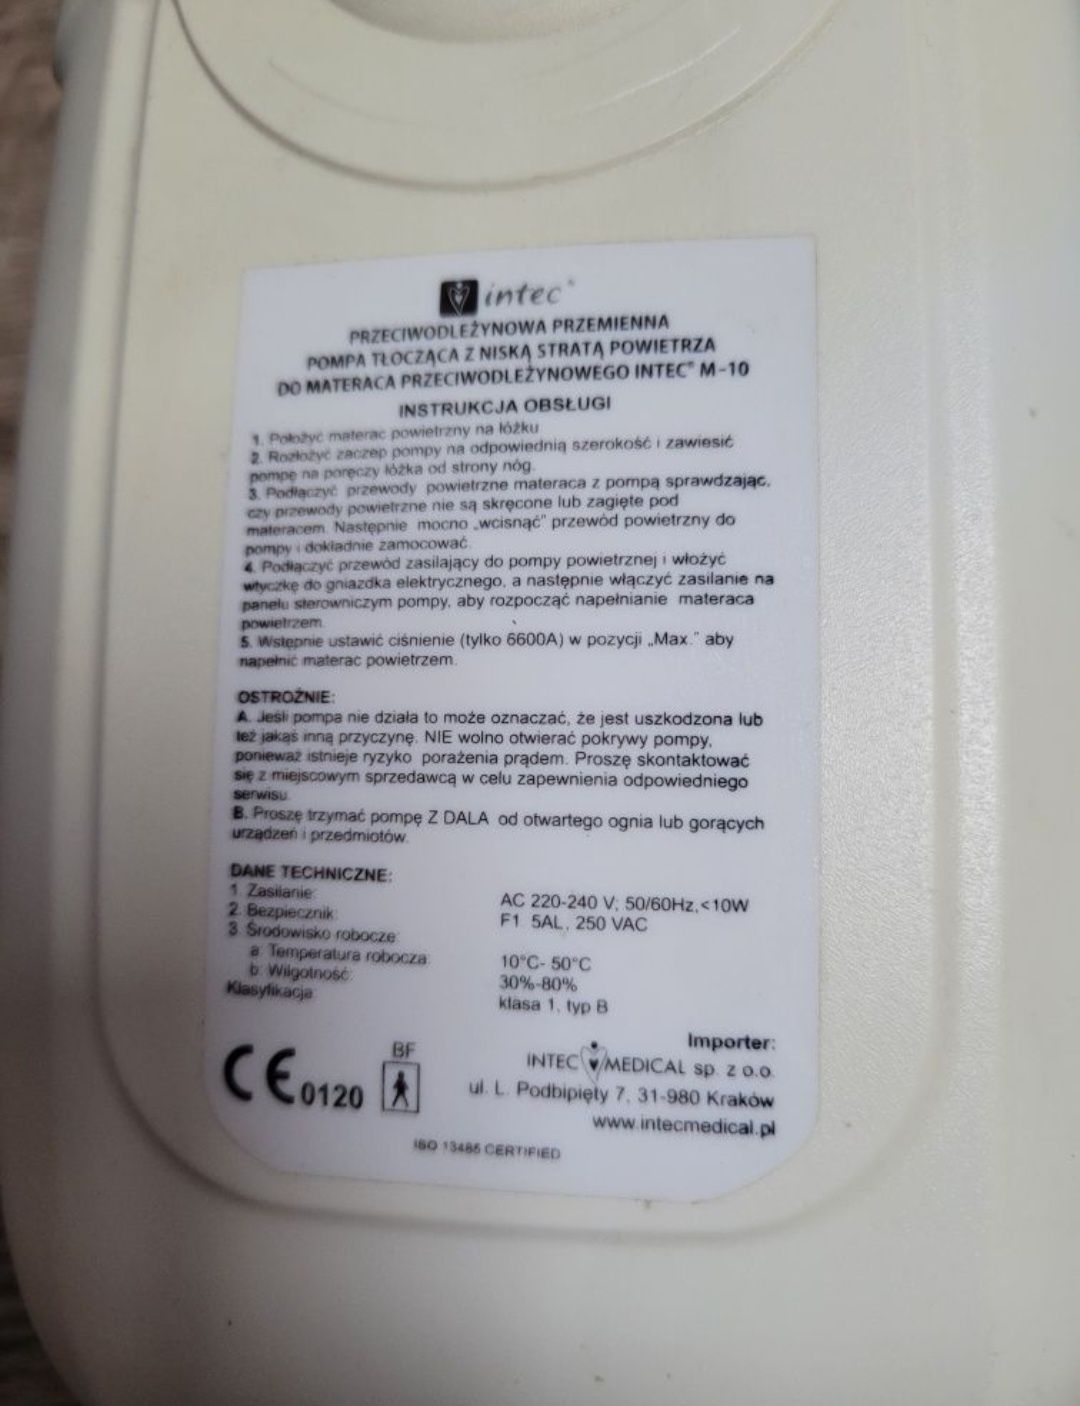 intec®
PRZECIWODLEŻYNOWA PRZEMIENNA
POMPA TŁOCZĄCA Z NISKĄ STRATĄ POWIETRZA
DO MATERACA PRZECIWODLEŻYNOWEGO INTEC® M-10
INSTRUKCJA OBSŁUGI
1. Położyć materac powietrzny na łóżku
2. Rozłożyć zaczep pompy na odpowiednią szerokość i zawiesić
pompę na poręczy łóżka od strony nóg.
3. Podłączyć przewody powietrzne materaca z pompą sprawdzając,
czy przewody powietrzne nie są skręcone lub zagięte pod
materacem. Następnie mocno „wcisnąć” przewód powietrzny do
pompy i dokładnie zamocować.
4. Podłączyć przewód zasilający do pompy powietrznej i włożyć
wtyczkę do gniazdka elektrycznego, a następnie włączyć zasilanie na
panelu sterowniczym pompy, aby rozpocząć napełnianie materaca
powietrzem.
5. Wstępnie ustawić ciśnienie (tylko 6600A) w pozycji „Max.” aby
napełnić materac powietrzem.
OSTROŻNIE:
A. Jeśli pompa nie działa to może oznaczać, że jest uszkodzona lub
też jakąś inną przyczynę. NIE wolno otwierać pokrywy pompy,
ponieważ istnieje ryzyko porażenia prądem. Proszę skontaktować
się z miejscowym sprzedawcą w celu zapewnienia odpowiedniego
serwisu.
B. Proszę trzymać pompę Z DALA od otwartego ognia lub gorących
urządzeń i przedmiotów.
DANE TECHNICZNE:
1. Zasilanie: AC 220-240 V; 50/60Hz,<10W
2. Bezpiecznik: F1. 5AL, 250 VAC
3. Środowisko robocze:
a. Temperatura robocza: 10°C- 50°C
b. Wilgotność: 30%-80%
Klasyfikacja: klasa 1, typ B
CE 0120
BF
Importer:
INTEC MEDICAL sp. z o.o.
ul. L. Podbipięty 7, 31-980 Kraków
www.intecmedical.pl
ISO 13485 CERTIFIED